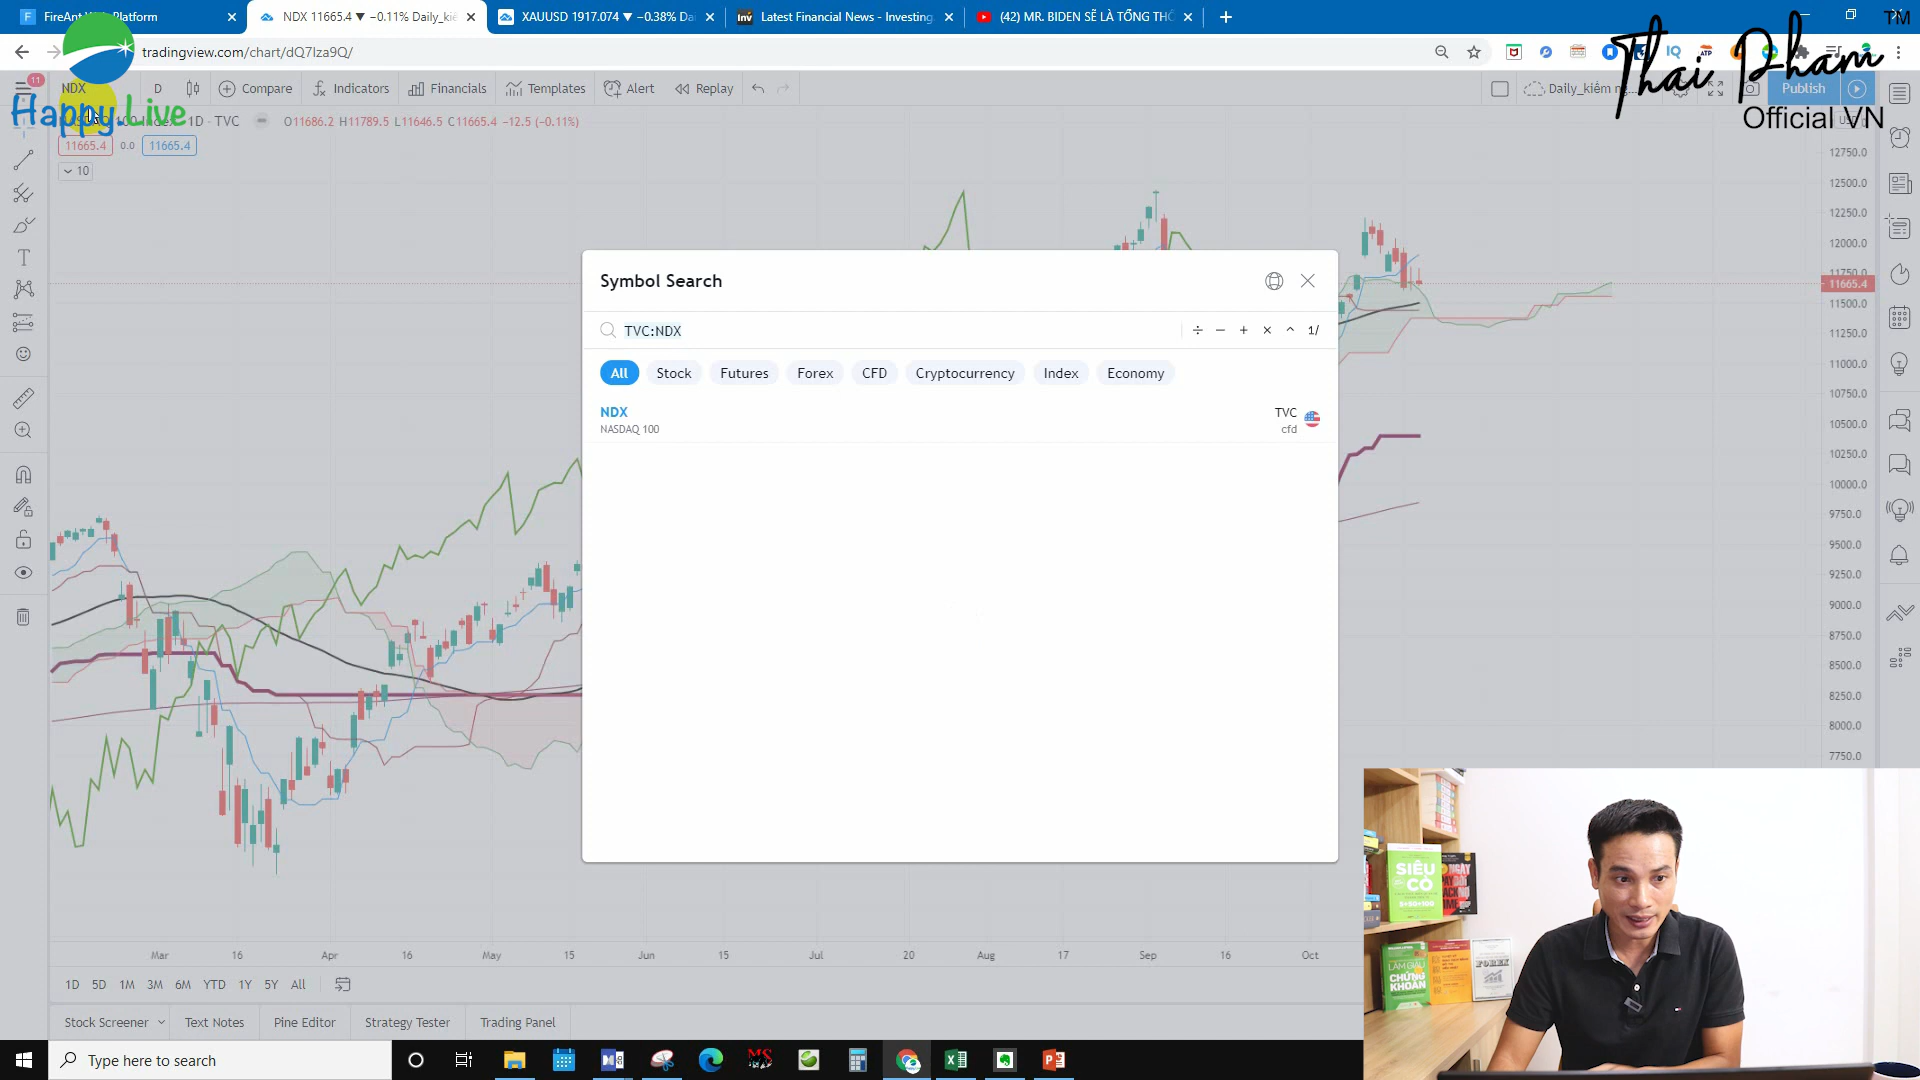 NDX 11665.4 ▼ −0.11% Daily_kiể
XAUUSD 1917.074 ▼ −0.38% Da
Latest Financial News - Investing.
(42) MR. BIDEN SẼ LÀ TỔNG THỐ
TM
tradingview.com/chart/dQ7Iza9Q/
Thai Pham
Official VN
Happy.Live
11
NDX
D
Compare
Indicators
Financials
Templates
Alert
Replay
Publish
1D · TVC
O11686.2 H11789.5 L11646.5 C11665.4 −12.5 (−0.11%)
11665.4
0.0
11665.4
10
Symbol Search
TVC:NDX
÷ − + × ^ 1/
All
Stock
Futures
Forex
CFD
Cryptocurrency
Index
Economy
NDX
NASDAQ 100
TVC
cfd
12750.0
12500.0
12250.0
12000.0
11750.0
11665.4
11500.0
11250.0
11000.0
10750.0
10500.0
10250.0
10000.0
9750.0
9500.0
9250.0
9000.0
8750.0
8500.0
8250.0
8000.0
7750.0
Mar 16 Apr 16 May 15 Jun 15 Jul 20 Aug 17 Sep 16 Oct
1D 5D 1M 3M 6M YTD 1Y 5Y All
Stock Screener
Text Notes
Pine Editor
Strategy Tester
Trading Panel
SIÊU
CỔ
LÀM GIÀU
CHỨNG
KHOÁN
FOREX
Type here to search